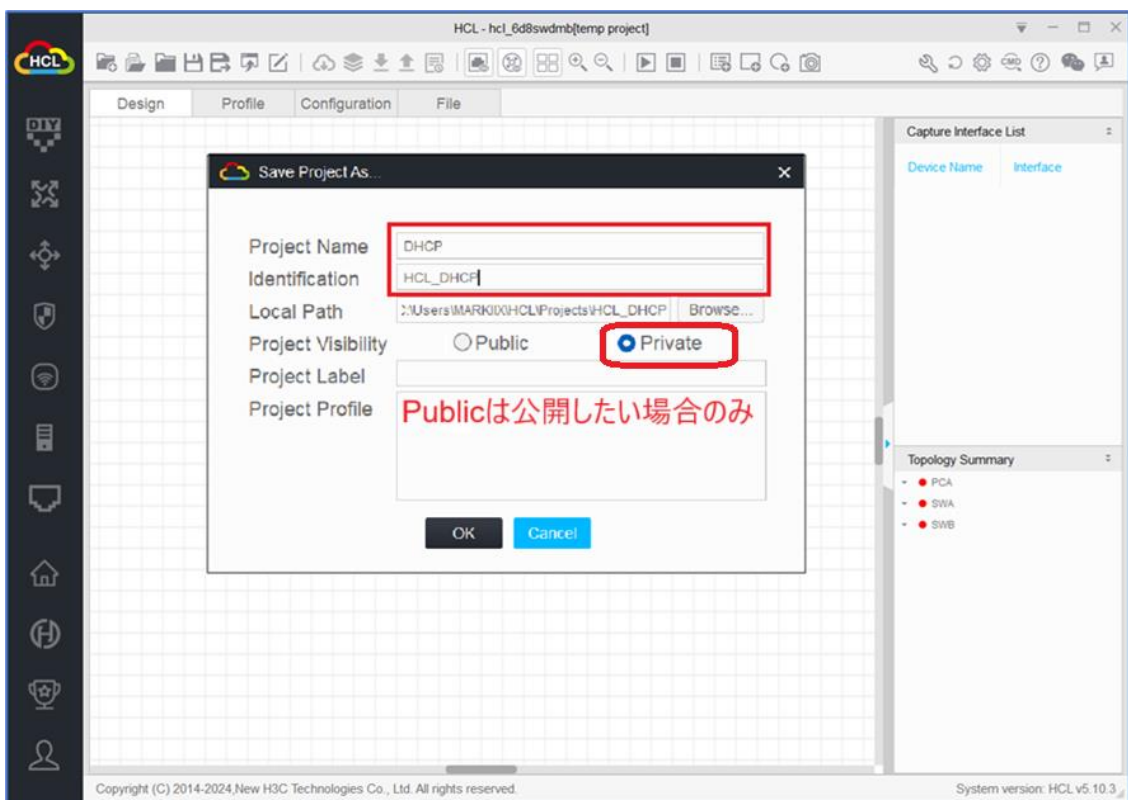 HCL - hcl_6d8swdmb[temp project]
HCL
CMD
Design Profile Configuration File
DIY
Capture Interface List
Device Name Interface
Save Project As...
Project Name DHCP
Identification HCL_DHCP
Local Path :\Users\MARKIIX\HCL\Projects\HCL_DHCP Browse...
Project Visibility Public Private
Project Label
Project Profile Publicは公開したい場合のみ
OK Cancel
Topology Summary
PCA
SWA
SWB
Copyright (C) 2014-2024,New H3C Technologies Co., Ltd. All rights reserved.
System version: HCL v5.10.3